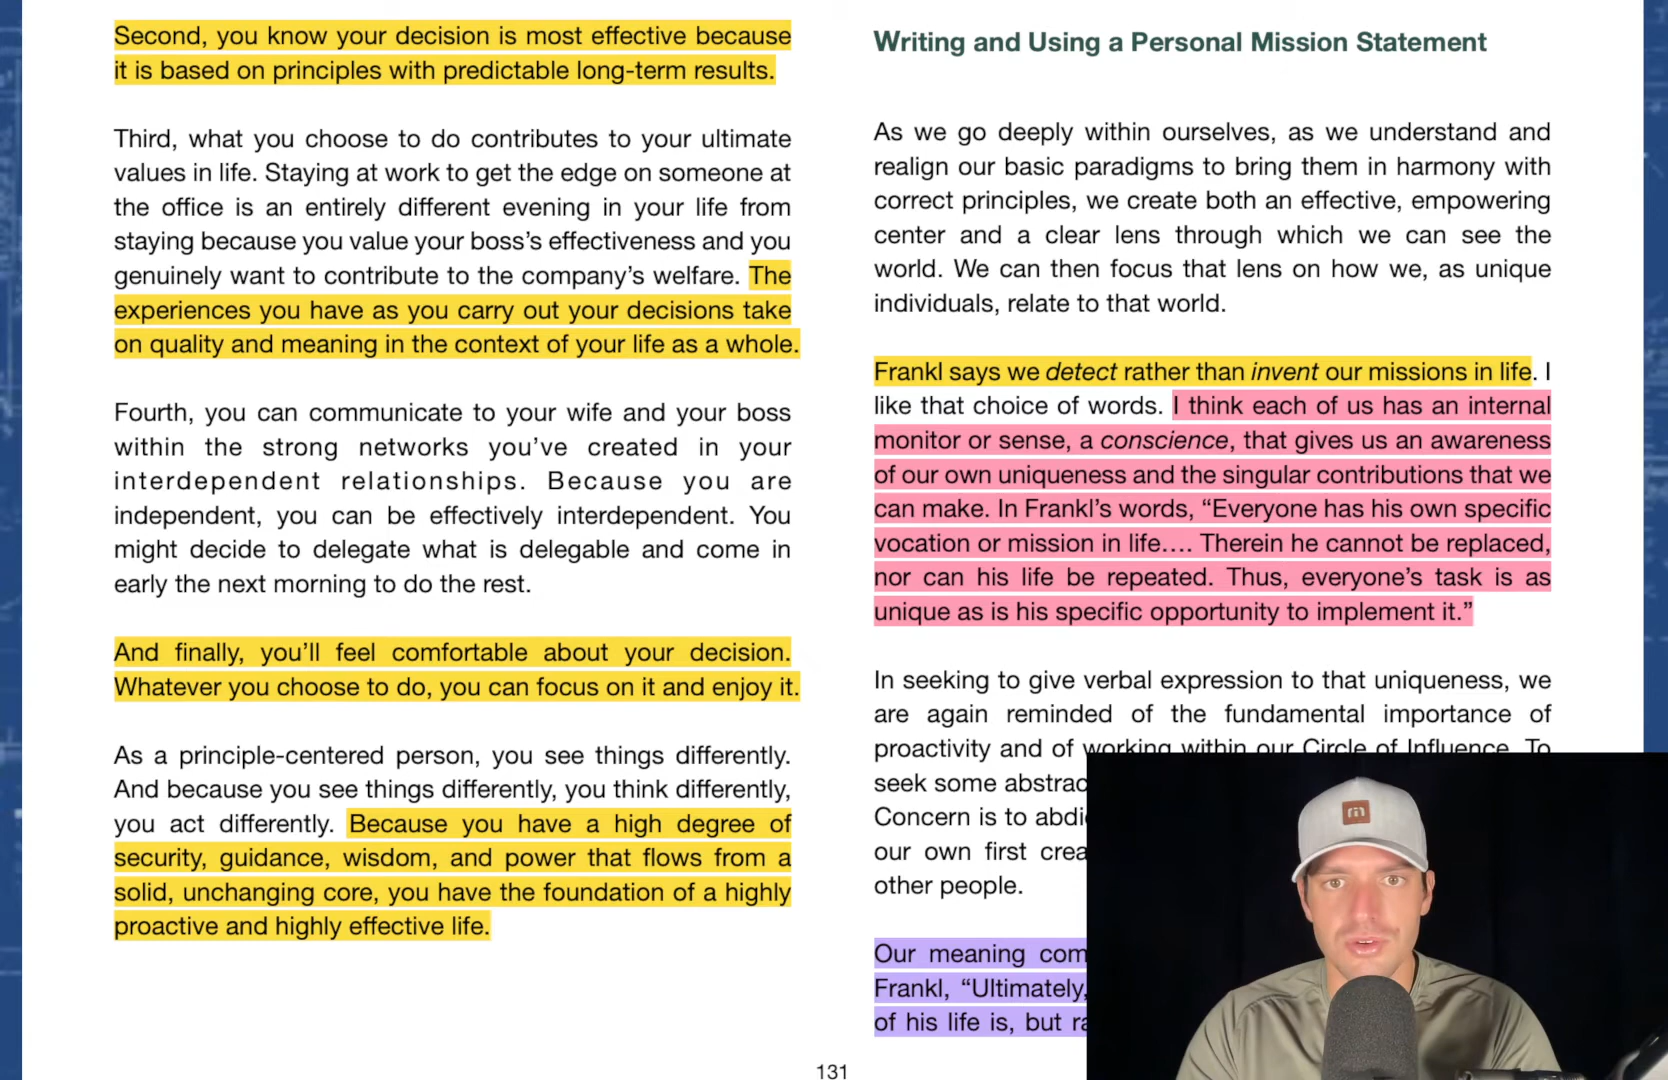 Second, you know your decision is most effective because
it is based on principles with predictable long-term results.
Third, what you choose to do contributes to your ultimate
values in life. Staying at work to get the edge on someone at
the office is an entirely different evening in your life from
staying because you value your boss’s effectiveness and you
genuinely want to contribute to the company’s welfare. The
experiences you have as you carry out your decisions take
on quality and meaning in the context of your life as a whole.
Fourth, you can communicate to your wife and your boss
within the strong networks you’ve created in your
interdependent relationships. Because you are
independent, you can be effectively interdependent. You
might decide to delegate what is delegable and come in
early the next morning to do the rest.
And finally, you’ll feel comfortable about your decision.
Whatever you choose to do, you can focus on it and enjoy it.
As a principle-centered person, you see things differently.
And because you see things differently, you think differently,
you act differently. Because you have a high degree of
security, guidance, wisdom, and power that flows from a
solid, unchanging core, you have the foundation of a highly
proactive and highly effective life.
Writing and Using a Personal Mission Statement
As we go deeply within ourselves, as we understand and
realign our basic paradigms to bring them in harmony with
correct principles, we create both an effective, empowering
center and a clear lens through which we can see the
world. We can then focus that lens on how we, as unique
individuals, relate to that world.
Frankl says we detect rather than invent our missions in life. I
like that choice of words. I think each of us has an internal
monitor or sense, a conscience, that gives us an awareness
of our own uniqueness and the singular contributions that we
can make. In Frankl’s words, “Everyone has his own specific
vocation or mission in life.... Therein he cannot be replaced,
nor can his life be repeated. Thus, everyone’s task is as
unique as is his specific opportunity to implement it.”
In seeking to give verbal expression to that uniqueness, we
are again reminded of the fundamental importance of
proactivity and of working within our Circle of Influence. To
seek some abstrac
Concern is to abdi
our own first crea
other people.
Our meaning com
Frankl, “Ultimately,
of his life is, but ra
131
m